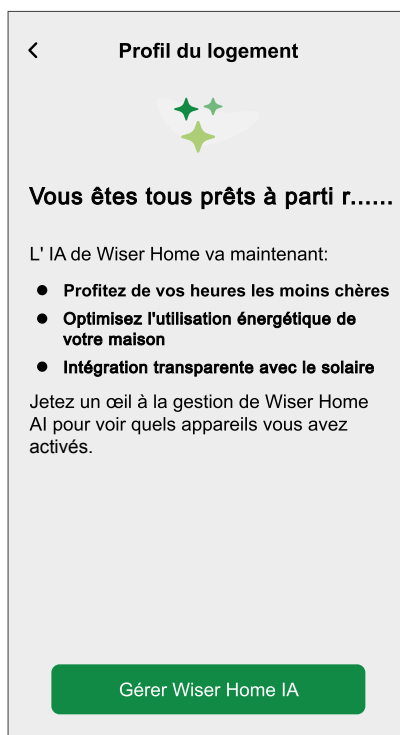 Profil du logement
Vous êtes tous prêts à parti r......
L' IA de Wiser Home va maintenant:
● Profitez de vos heures les moins chères
● Optimisez l'utilisation énergétique de
votre maison
● Intégration transparente avec le solaire
Jetez un œil à la gestion de Wiser Home
AI pour voir quels appareils vous avez
activés.
Gérer Wiser Home IA